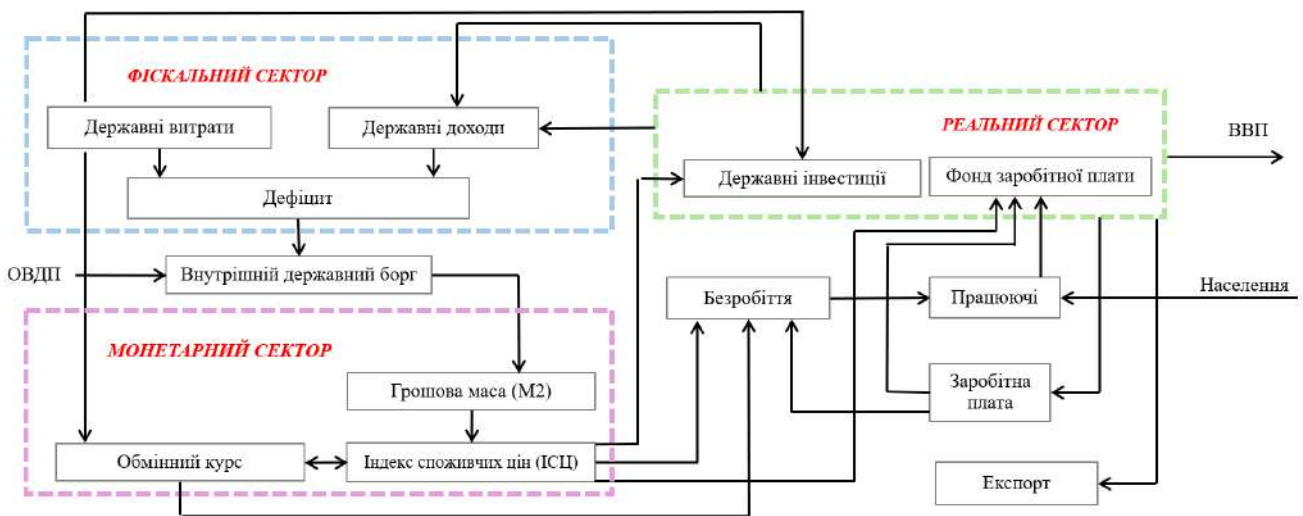 ФІСКАЛЬНИЙ СЕКТОР
Державні витрати
Державні доходи
Дефіцит
РЕАЛЬНИЙ СЕКТОР
ВВП
Державні інвестиції
Фонд заробітної плати
ОВДП
Внутрішній державний борг
Безробіття
Працюючі
Населення
МОНЕТАРНИЙ СЕКТОР
Грошова маса (М2)
Заробітна
плата
Обмінний курс
Індекс споживчих цін (ІСЦ)
Експорт